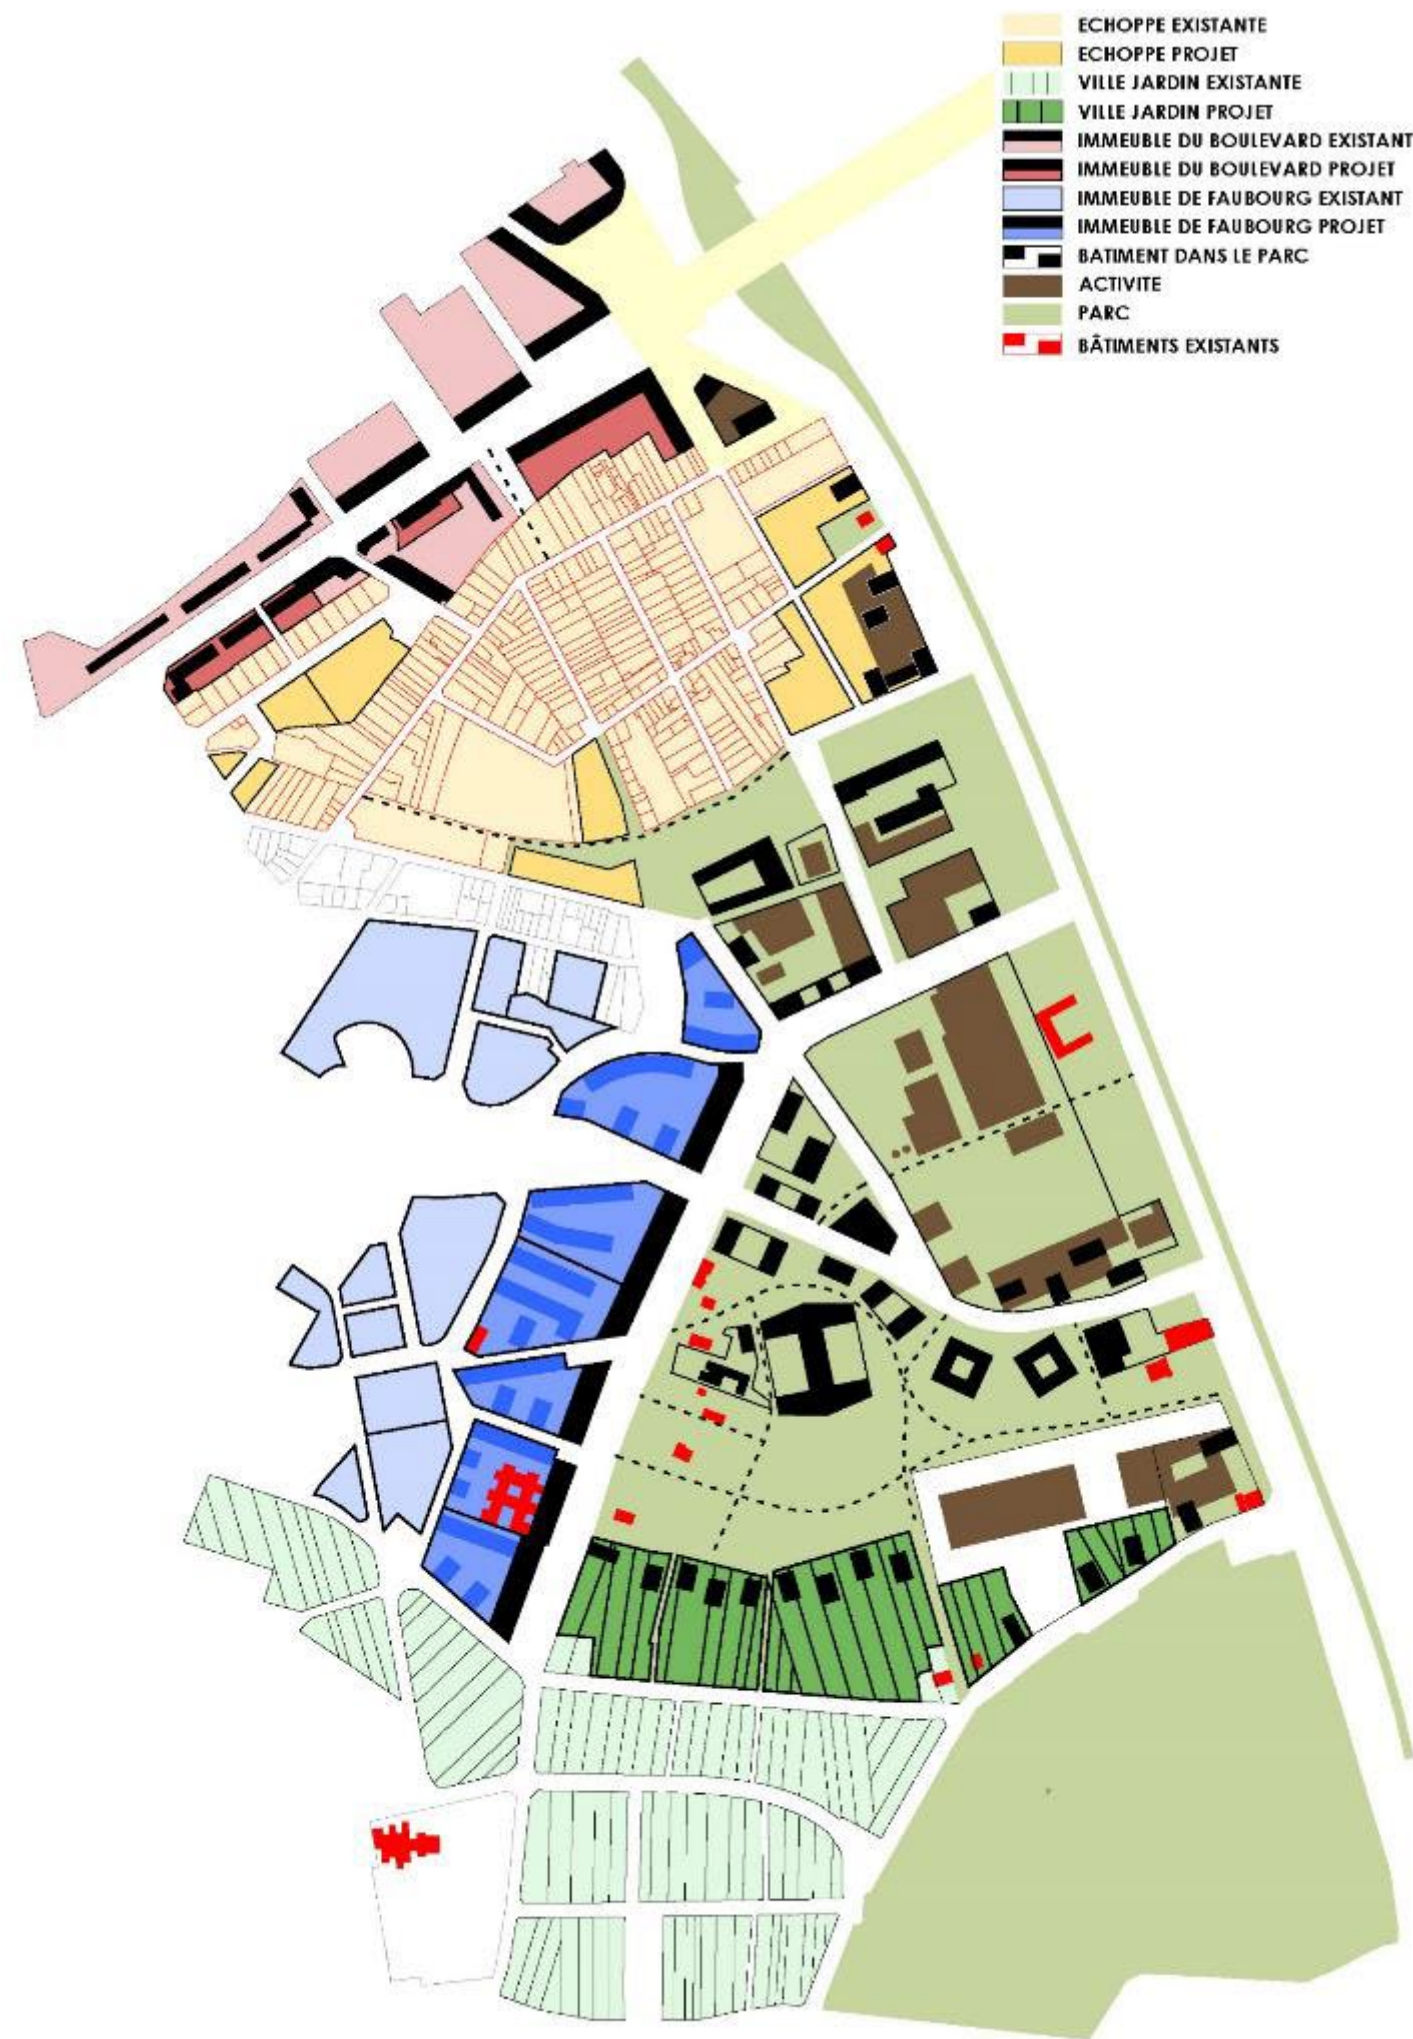 ECHOPPE EXISTANTE
ECHOPPE PROJET
VILLE JARDIN EXISTANTE
VILLE JARDIN PROJET
IMMEUBLE DU BOULEVARD EXISTANT
IMMEUBLE DU BOULEVARD PROJET
IMMEUBLE DE FAUBOURG EXISTANT
IMMEUBLE DE FAUBOURG PROJET
BATIMENT DANS LE PARC
ACTIVITE
PARC
BÂTIMENTS EXISTANTS